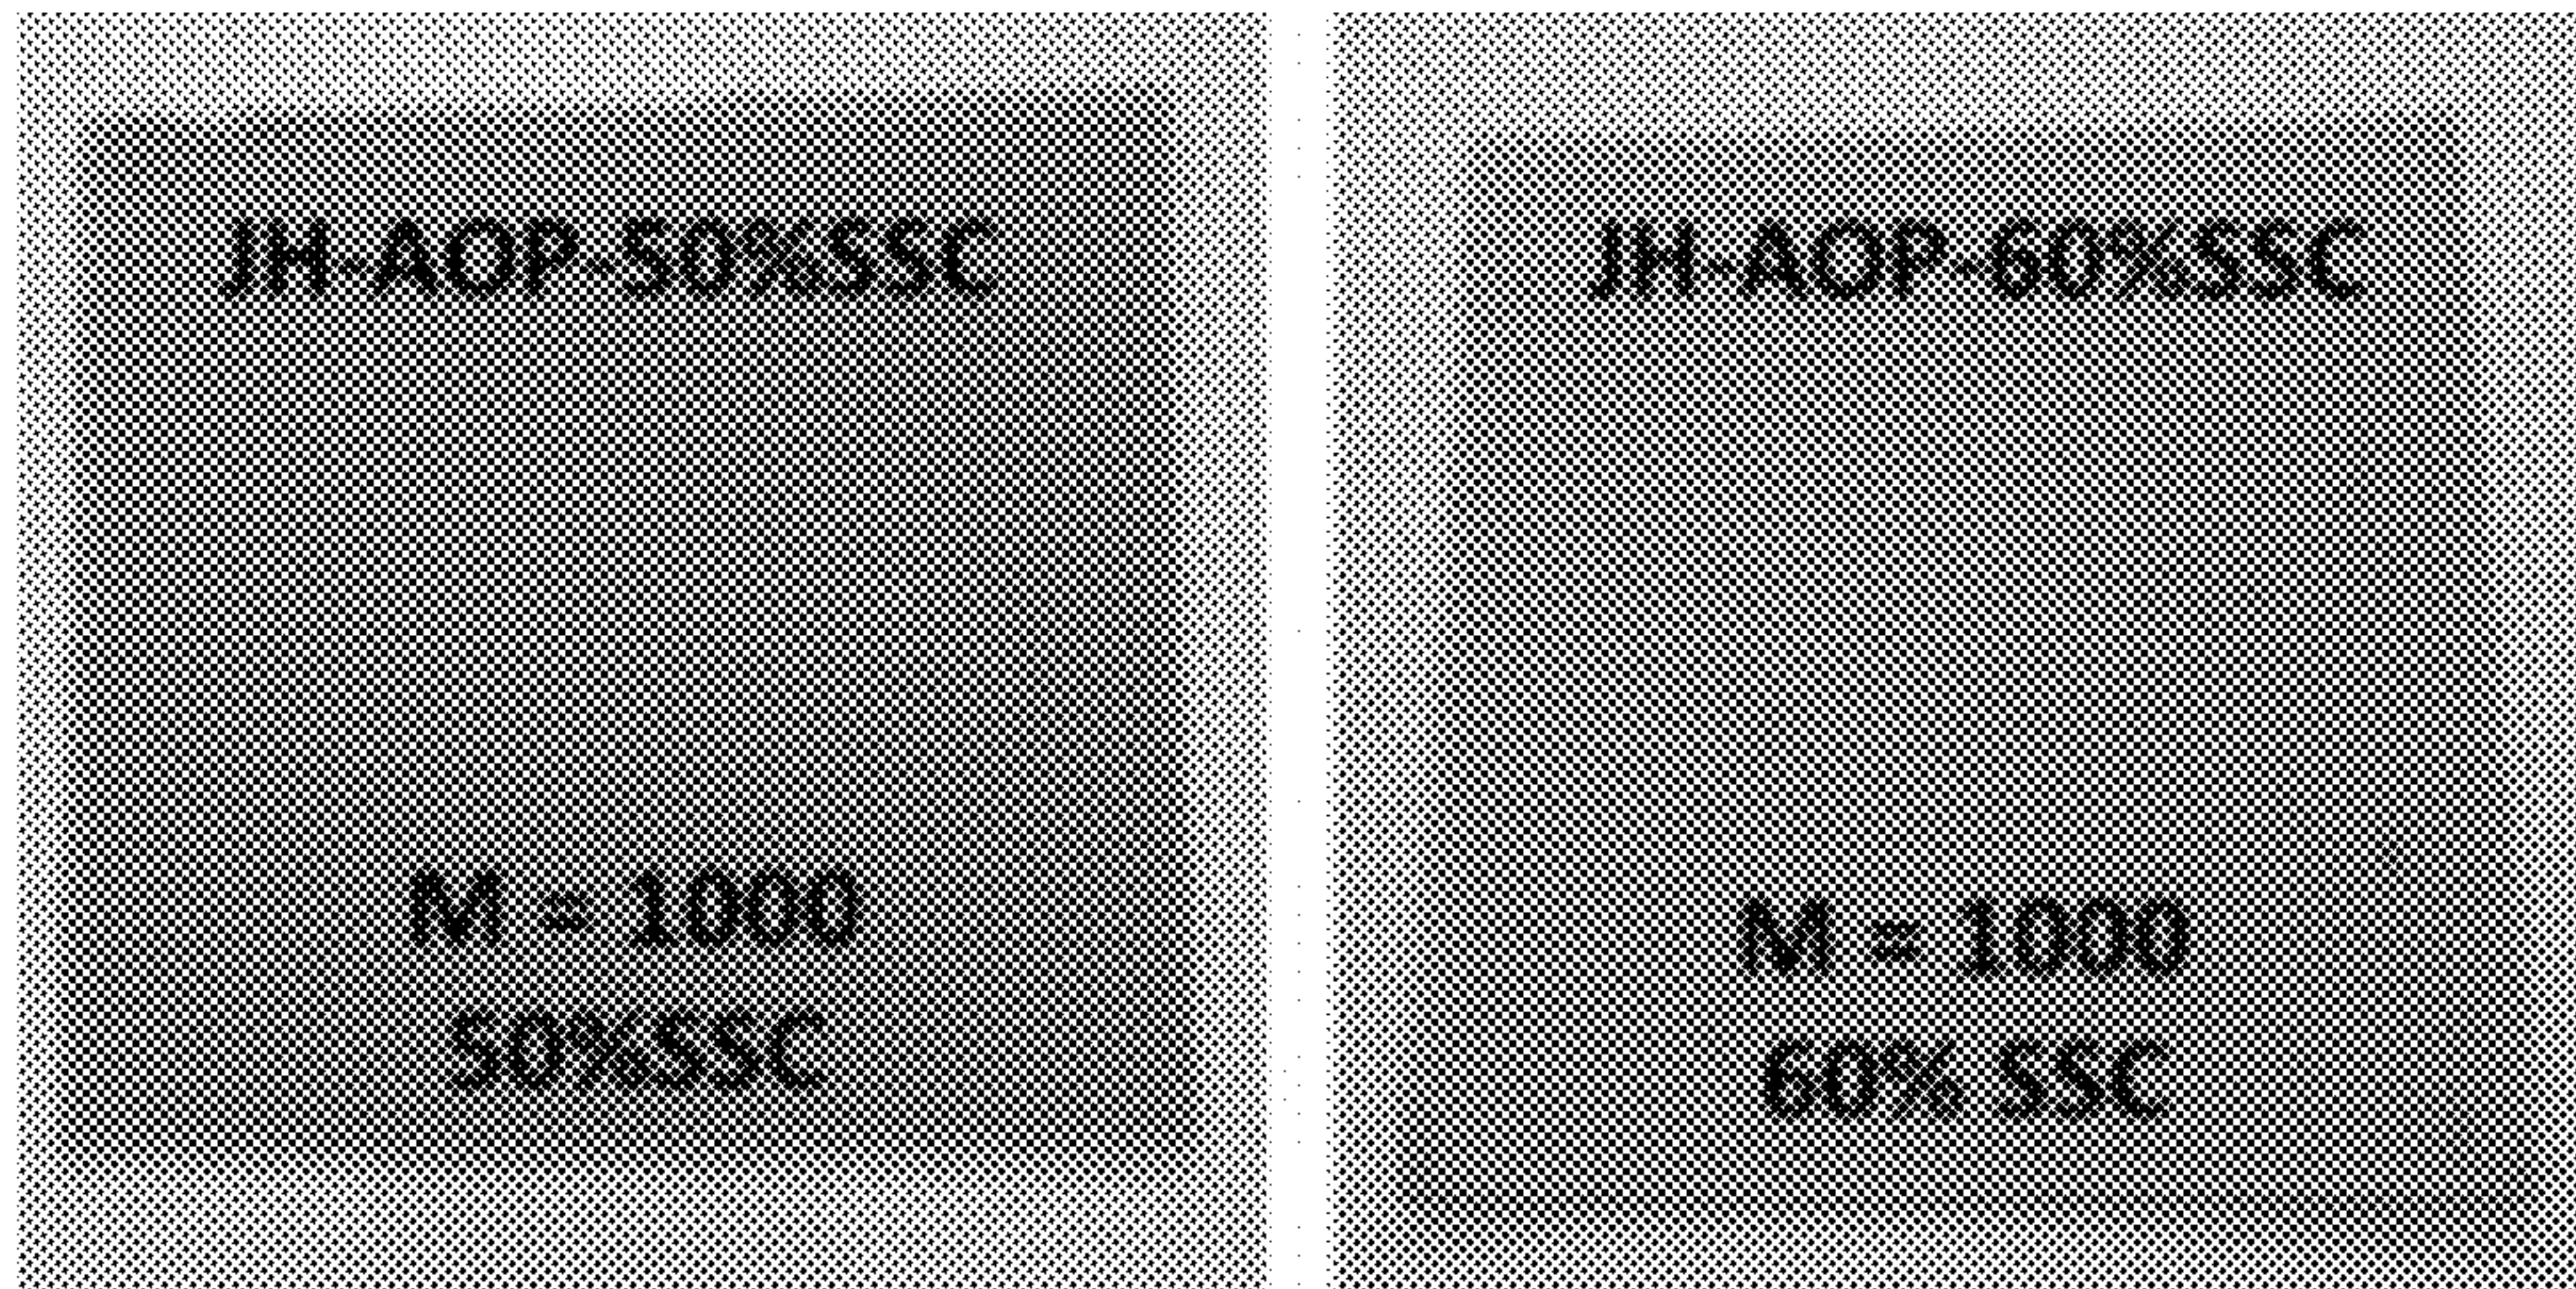 JH-AOP-50%SSC
M = 1000
50%SSC
JH-AOP-60%SSC
M = 1000
60% SSC